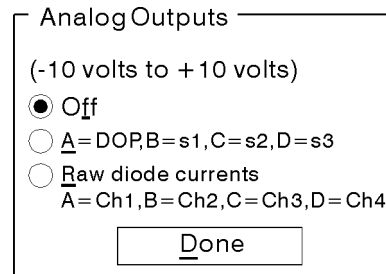 Analog Outputs
(-10 volts to +10 volts)
Off
A=DOP,B=s1,C=s2,D=s3
Raw diode currents
A=Ch1,B=Ch2,C=Ch3,D=Ch4
Done